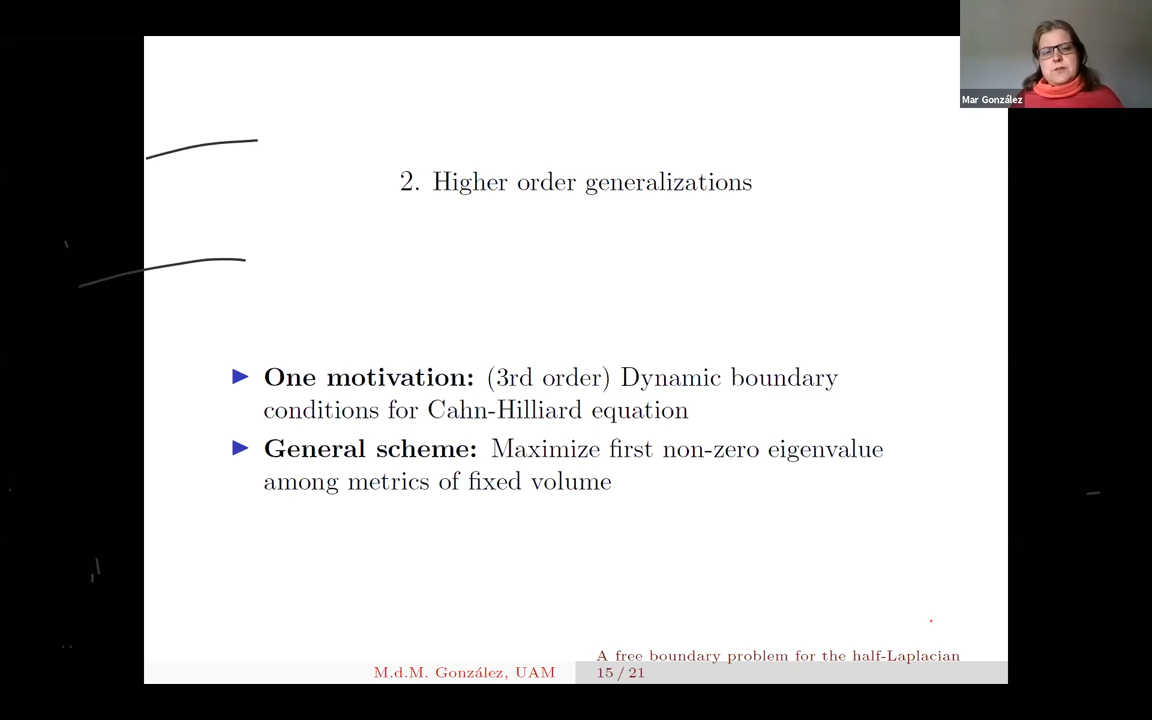 Mar González
2. Higher order generalizations
▶ One motivation: (3rd order) Dynamic boundary
conditions for Cahn-Hilliard equation
▶ General scheme: Maximize first non-zero eigenvalue
among metrics of fixed volume
M.d.M. González, UAM
A free boundary problem for the half-Laplacian
15 / 21